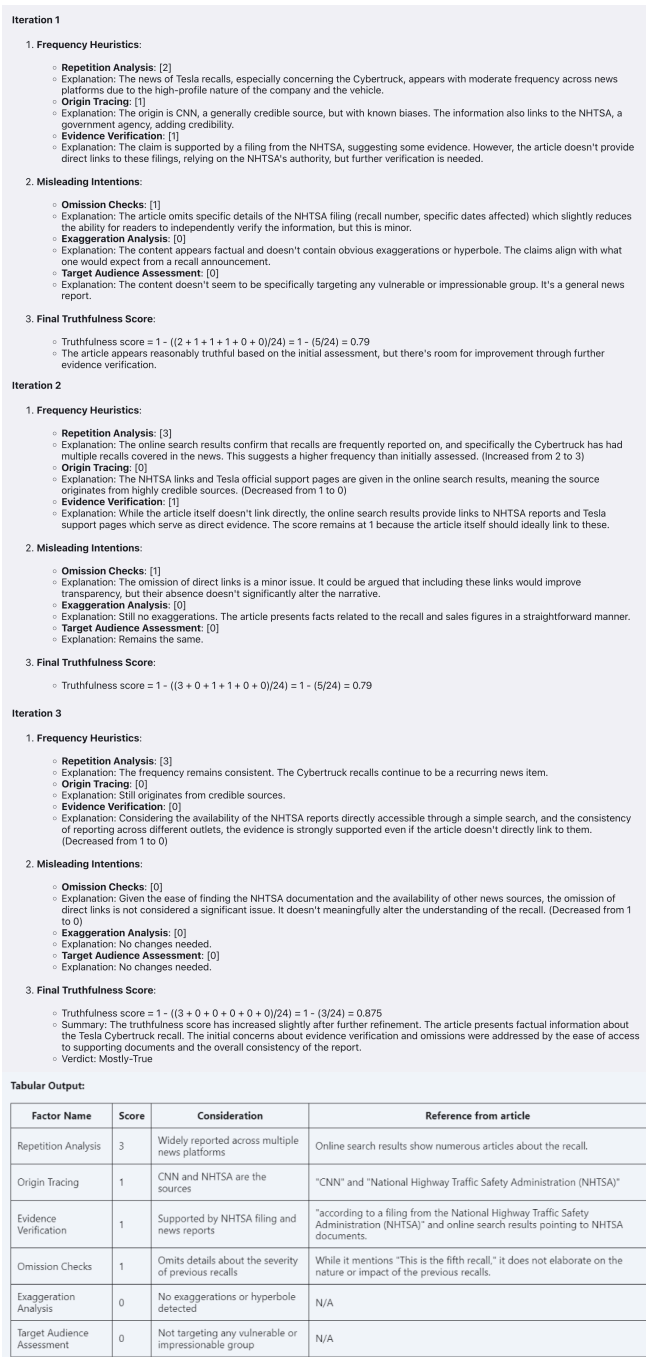 Iteration 1
1. Frequency Heuristics:
○ Repetition Analysis: [2]
○ Explanation: The news of Tesla recalls, especially concerning the Cybertruck, appears with moderate frequency across news
platforms due to the high-profile nature of the company and the vehicle.
○ Origin Tracing: [1]
○ Explanation: The origin is CNN, a generally credible source, but with known biases. The information also links to the NHTSA, a
government agency, adding credibility.
○ Evidence Verification: [1]
○ Explanation: The claim is supported by a filing from the NHTSA, suggesting some evidence. However, the article doesn't provide
direct links to these filings, relying on the NHTSA's authority, but further verification is needed.
2. Misleading Intentions:
○ Omission Checks: [1]
○ Explanation: The article omits specific details of the NHTSA filing (recall number, specific dates affected) which slightly reduces
the ability for readers to independently verify the information, but this is minor.
○ Exaggeration Analysis: [0]
○ Explanation: The content appears factual and doesn't contain obvious exaggerations or hyperbole. The claims align with what
one would expect from a recall announcement.
○ Target Audience Assessment: [0]
○ Explanation: The content doesn't seem to be specifically targeting any vulnerable or impressionable group. It's a general news
report.
3. Final Truthfulness Score:
○ Truthfulness score = 1 - ((2 + 1 + 1 + 1 + 0 + 0)/24) = 1 - (5/24) = 0.79
○ The article appears reasonably truthful based on the initial assessment, but there's room for improvement through further
evidence verification.
Iteration 2
1. Frequency Heuristics:
○ Repetition Analysis: [3]
○ Explanation: The online search results confirm that recalls are frequently reported on, and specifically the Cybertruck has had
multiple recalls covered in the news. This suggests a higher frequency than initially assessed. (Increased from 2 to 3)
○ Origin Tracing: [0]
○ Explanation: The NHTSA links and Tesla official support pages are given in the online search results, meaning the source
originates from highly credible sources. (Decreased from 1 to 0)
○ Evidence Verification: [1]
○ Explanation: While the article itself doesn't link directly, the online search results provide links to NHTSA reports and Tesla
support pages which serve as direct evidence. The score remains at 1 because the article itself should ideally link to these.
2. Misleading Intentions:
○ Omission Checks: [1]
○ Explanation: The omission of direct links is a minor issue. It could be argued that including these links would improve
transparency, but their absence doesn't significantly alter the narrative.
○ Exaggeration Analysis: [0]
○ Explanation: Still no exaggerations. The article presents facts related to the recall and sales figures in a straightforward manner.
○ Target Audience Assessment: [0]
○ Explanation: Remains the same.
3. Final Truthfulness Score:
○ Truthfulness score = 1 - ((3 + 0 + 1 + 1 + 0 + 0)/24) = 1 - (5/24) = 0.79
Iteration 3
1. Frequency Heuristics:
○ Repetition Analysis: [3]
○ Explanation: The frequency remains consistent. The Cybertruck recalls continue to be a recurring news item.
○ Origin Tracing: [0]
○ Explanation: Still originates from credible sources.
○ Evidence Verification: [0]
○ Explanation: Considering the availability of the NHTSA reports directly accessible through a simple search, and the consistency
of reporting across different outlets, the evidence is strongly supported even if the article doesn't directly link to them.
(Decreased from 1 to 0)
2. Misleading Intentions:
○ Omission Checks: [0]
○ Explanation: Given the ease of finding the NHTSA documentation and the availability of other news sources, the omission of
direct links is not considered a significant issue. It doesn't meaningfully alter the understanding of the recall. (Decreased from 1
to 0)
○ Exaggeration Analysis: [0]
○ Explanation: No changes needed.
○ Target Audience Assessment: [0]
○ Explanation: No changes needed.
3. Final Truthfulness Score:
○ Truthfulness score = 1 - ((3 + 0 + 0 + 0 + 0 + 0)/24) = 1 - (3/24) = 0.875
○ Summary: The truthfulness score has increased slightly after further refinement. The article presents factual information about
the Tesla Cybertruck recall. The initial concerns about evidence verification and omissions were addressed by the ease of access
to supporting documents and the overall consistency of the report.
○ Verdict: Mostly-True
Tabular Output:
Factor Name Score Consideration Reference from article
Repetition Analysis 3 Widely reported across multiple
news platforms Online search results show numerous articles about the recall.
Origin Tracing 1 CNN and NHTSA are the
sources "CNN" and "National Highway Traffic Safety Administration (NHTSA)"
Evidence
Verification 1 Supported by NHTSA filing and
news reports "according to a filing from the National Highway Traffic Safety
Administration (NHTSA)" and online search results pointing to NHTSA
documents.
Omission Checks 1 Omits details about the severity
of previous recalls While it mentions "This is the fifth recall," it does not elaborate on the
nature or impact of the previous recalls.
Exaggeration
Analysis 0 No exaggerations or hyperbole
detected N/A
Target Audience
Assessment 0 Not targeting any vulnerable or
impressionable group N/A